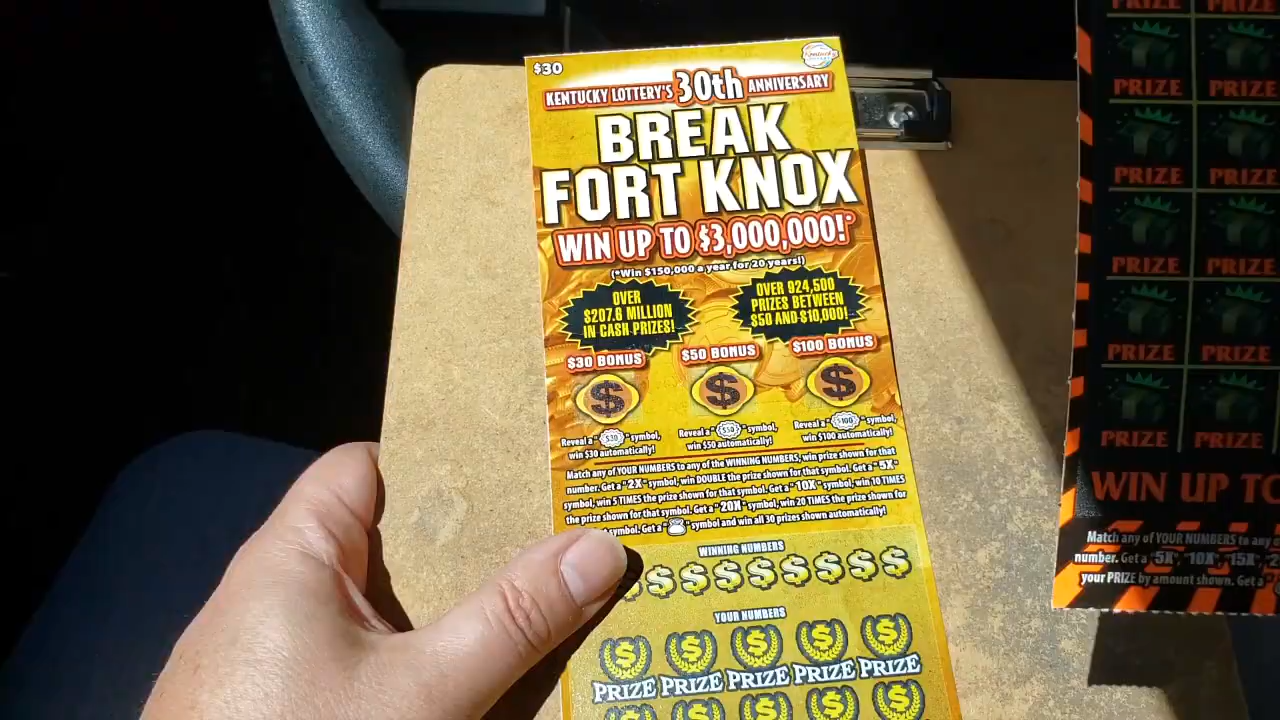 $30
Kentucky Lottery
KENTUCKY LOTTERY'S 30th ANNIVERSARY
BREAK
FORT KNOX
WIN UP TO $3,000,000!*
(*Win $150,000 a year for 20 years!)
OVER
$207.6 MILLION
IN CASH PRIZES!
OVER 924,500
PRIZES BETWEEN
$50 AND $10,000!
$30 BONUS
$50 BONUS
$100 BONUS
$ $ $
Reveal a "$30" symbol,
win $30 automatically!
Reveal a "$50" symbol,
win $50 automatically!
Reveal a "$100" symbol,
win $100 automatically!
Match any of YOUR NUMBERS to any of the WINNING NUMBERS, win prize shown for that
number. Get a "2X" symbol, win DOUBLE the prize shown for that symbol. Get a "5X"
symbol, win 5 TIMES the prize shown for that symbol. Get a "10X" symbol, win 10 TIMES
the prize shown for that symbol. Get a "20X" symbol, win 20 TIMES the prize shown for
symbol. Get a " " symbol and win all 30 prizes shown automatically!
WINNING NUMBERS
$ $ $ $ $ $ $ $
YOUR NUMBERS
$ $ $ $ $
PRIZE PRIZE PRIZE PRIZE PRIZE
$ $ $ $ $
PRIZE PRIZE
PRIZE PRIZE
PRIZE PRIZE
PRIZE PRIZE
PRIZE PRIZE
PRIZE PRIZE
WIN UP TO
Match any of YOUR NUMBERS to any
number. Get a "5X", "10X", "15X",
your PRIZE by amount shown. Get a